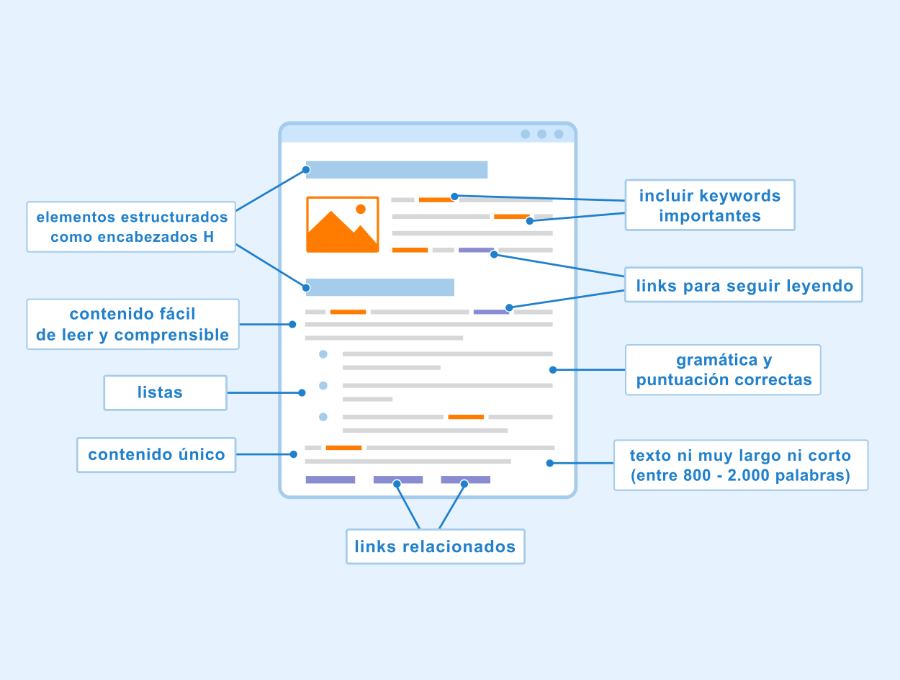 elementos estructurados
como encabezados H
contenido fácil
de leer y comprensible
listas
contenido único
incluir keywords
importantes
links para seguir leyendo
gramática y
puntuación correctas
texto ni muy largo ni corto
(entre 800 - 2.000 palabras)
links relacionados